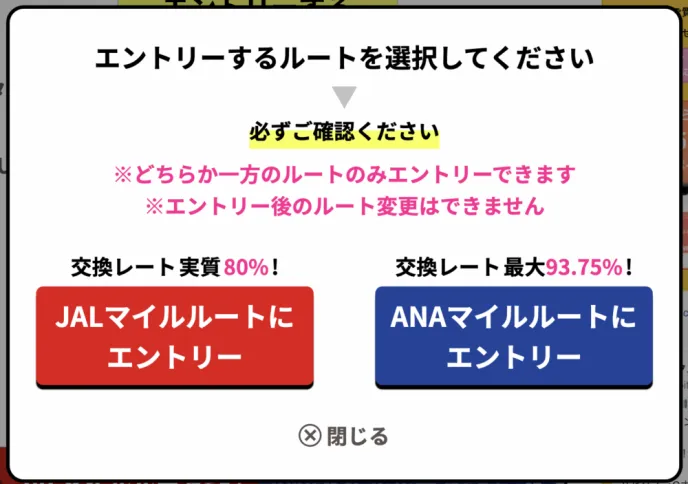 エントリーするルートを選択してください
必ずご確認ください
※どちらか一方のルートのみエントリーできます
※エントリー後のルート変更はできません
交換レート 実質80%!
交換レート 最大93.75%!
JALマイルルートに
エントリー
ANAマイルルートに
エントリー
閉じる